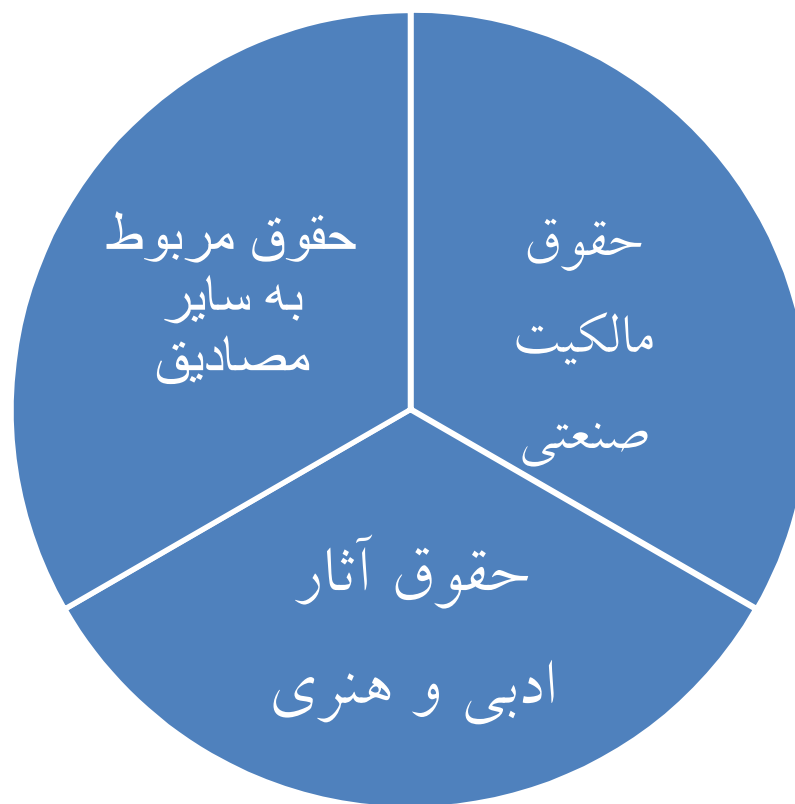 حقوق
مالکیت
صنعتی
حقوق مربوط
به سایر
مصادیق
حقوق آثار
ادبی و هنری